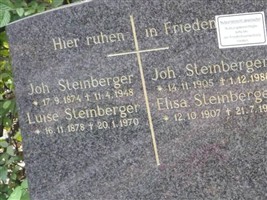 Hier ruhen in Frieden
Joh Steinberger
* 17.9.1874 † 11.4.1948
Luise Steinberger
* 16.11.1878 † 20.1.1970
Joh Steinberger
* 14.11.1905 † 1.12.198
Elisa Steinberger
* 12.10.1907 † 21.7.